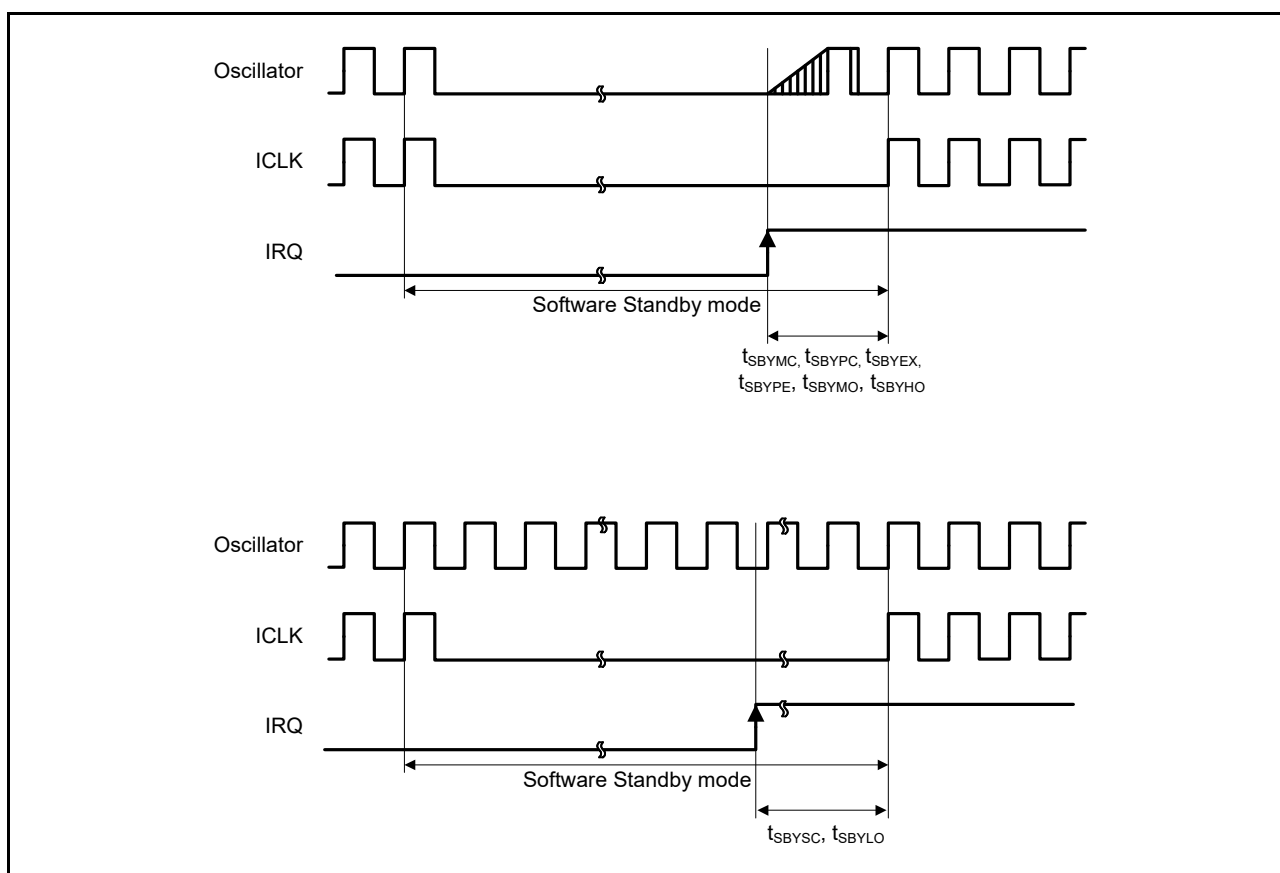 Oscillator
ICLK
IRQ
Software Standby mode
tSBYMC, tSBYPC, tSBYEX,
tSBYPE, tSBYMO, tSBYHO
Oscillator
ICLK
IRQ
Software Standby mode
tSBYSC, tSBYLO